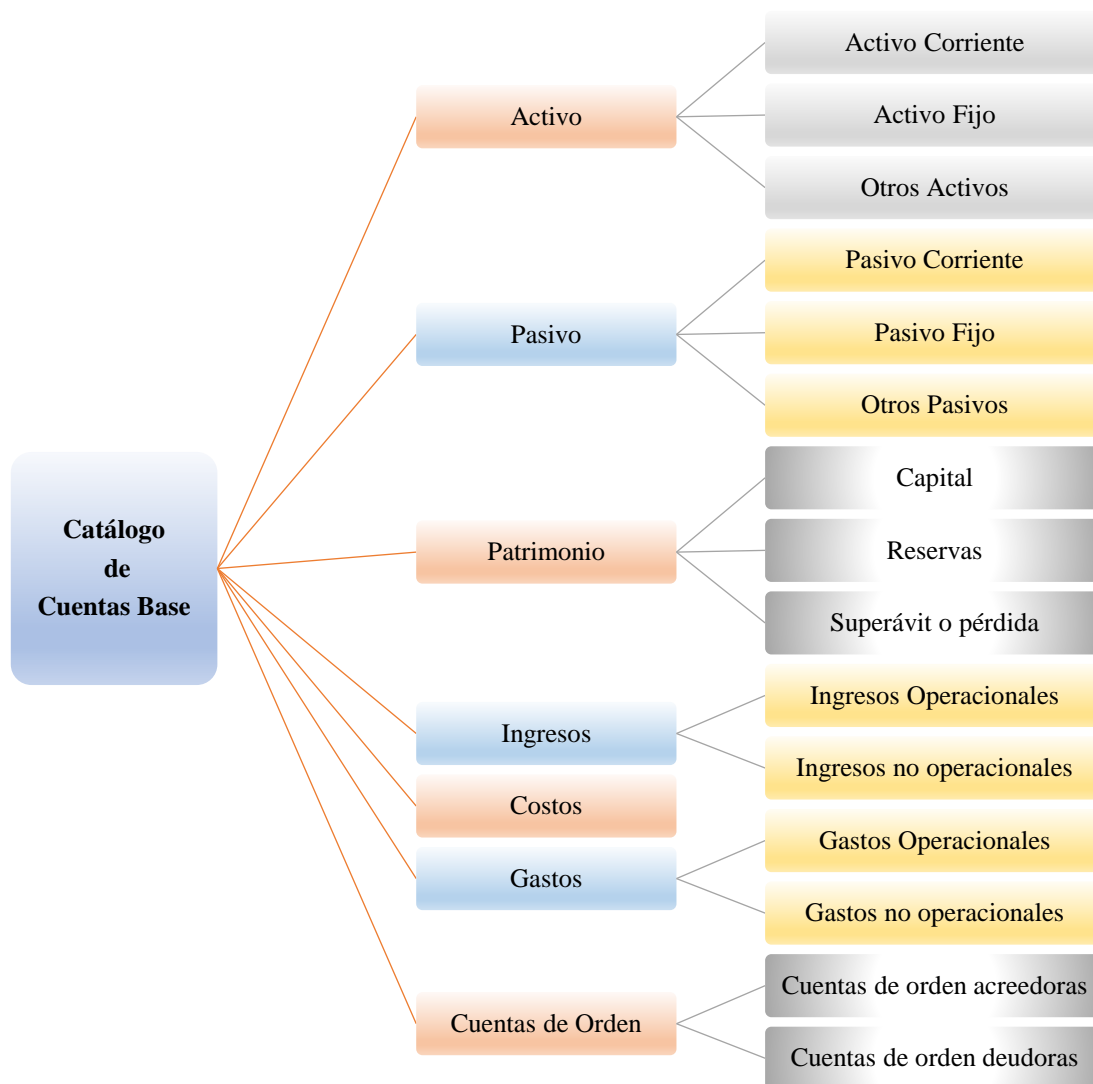 Catálogo
de
Cuentas Base
Activo
Activo Corriente
Activo Fijo
Otros Activos
Pasivo
Pasivo Corriente
Pasivo Fijo
Otros Pasivos
Patrimonio
Capital
Reservas
Superávit o pérdida
Ingresos
Ingresos Operacionales
Ingresos no operacionales
Costos
Gastos
Gastos Operacionales
Gastos no operacionales
Cuentas de Orden
Cuentas de orden acreedoras
Cuentas de orden deudoras